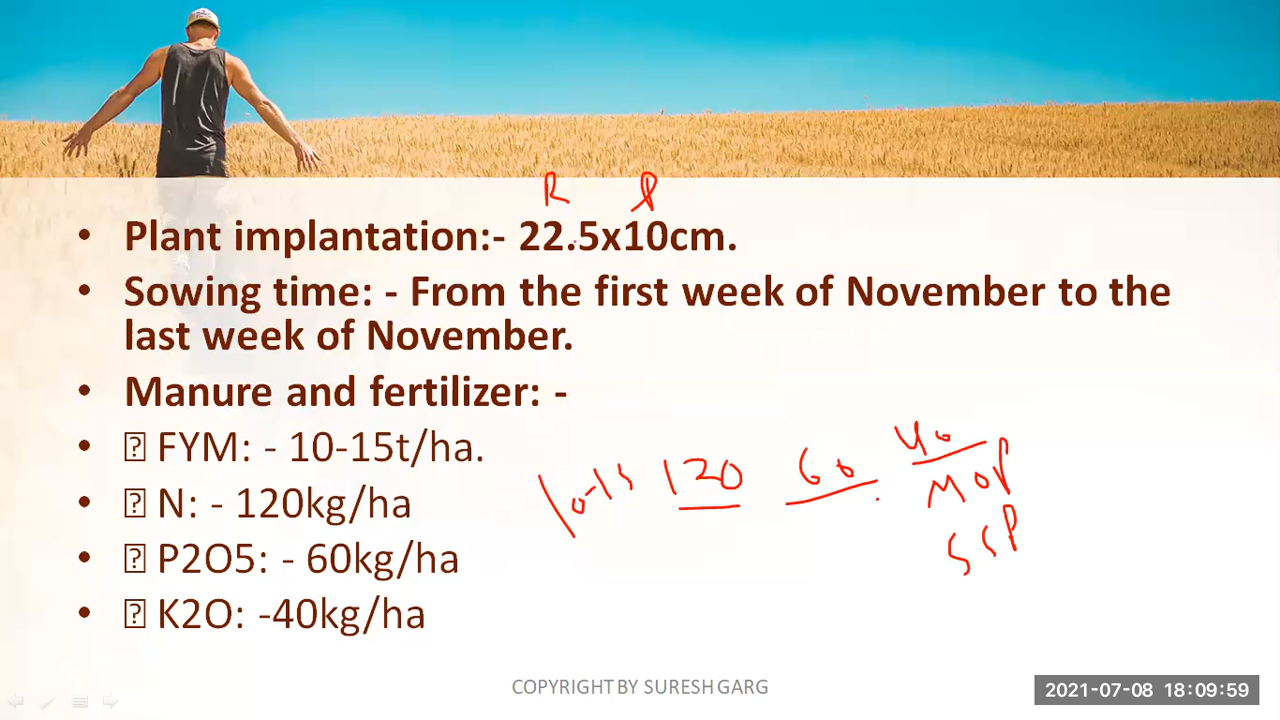 R P
• Plant implantation:- 22.5x10cm.
• Sowing time: - From the first week of November to the
last week of November.
• Manure and fertilizer: -
• FYM: - 10-15t/ha.
• N: - 120kg/ha
• P2O5: - 60kg/ha
• K2O: -40kg/ha
10-15 120 60 40
MOP
SSP
COPYRIGHT BY SURESH GARG
2021-07-08 18:09:59